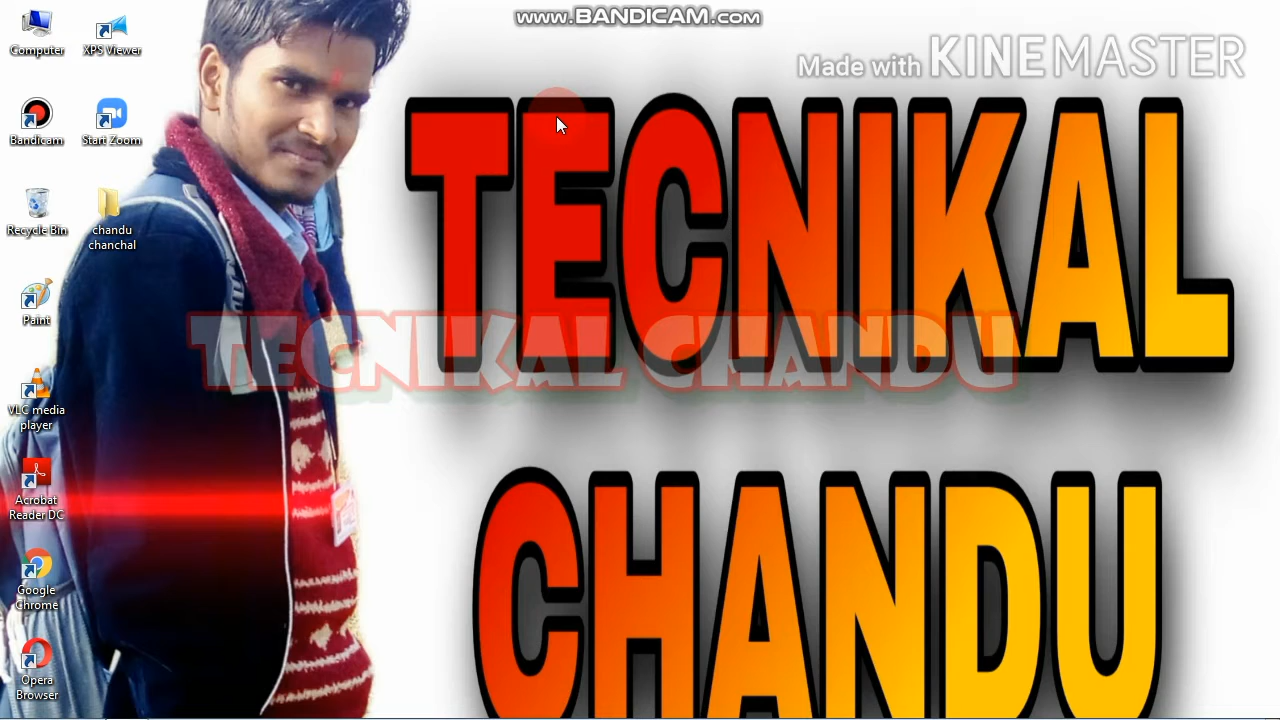 www.BANDICAM.com
Made with KINEMASTER
Computer
XPS Viewer
TECNIKAL
Bandicam
Start Zoom
Recycle Bin
chandu
chanchal
Paint
TECNIKAL CHANDU
VLC media
player
CHANDU
Acrobat
Reader DC
Google
Chrome
Opera
Browser